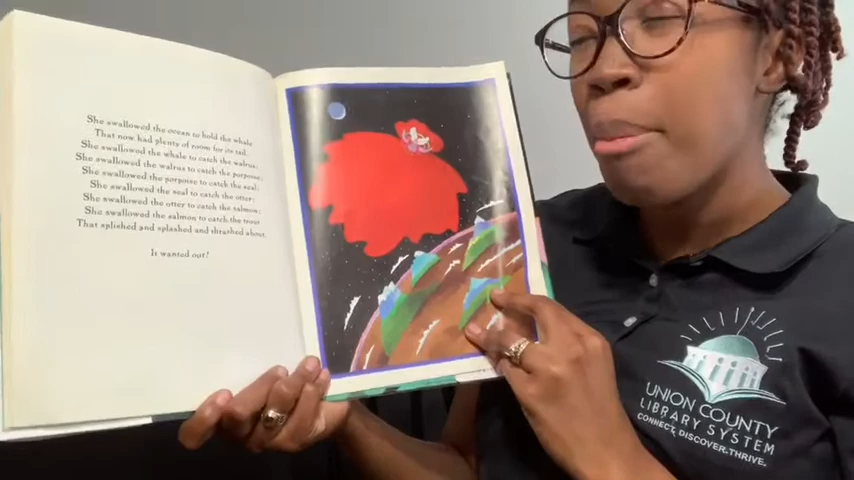 She swallowed the ocean to hold the whale
That now had plenty of room for its tail.
She swallowed the whale to catch the walrus.
She swallowed the walrus to catch the porpoise.
She swallowed the porpoise to catch the seal.
She swallowed the seal to catch the otter.
She swallowed the otter to catch the salmon.
She swallowed the salmon to catch the trout
That splished and splashed and thrashed about.
It wanted out!
UNION COUNTY
LIBRARY SYSTEM
CONNECT. DISCOVER. THRIVE.